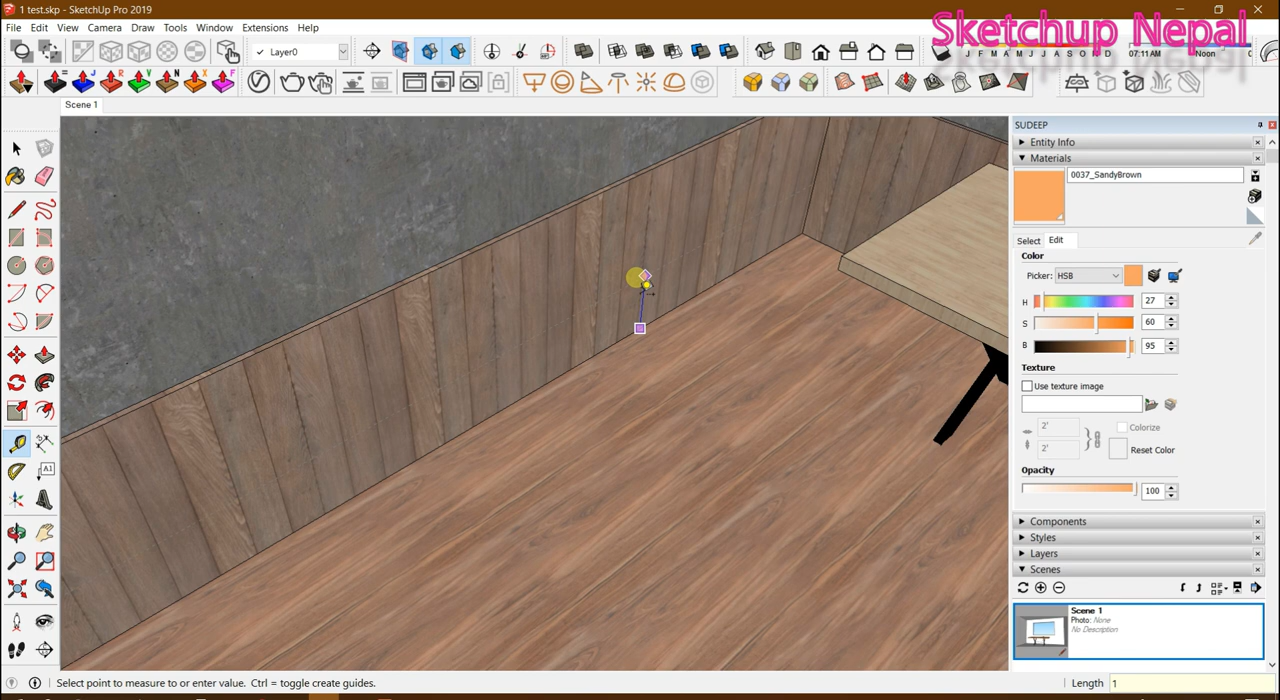 1 test.skp - SketchUp Pro 2019
File Edit View Camera Draw Tools Window Extensions Help
Sketchup Nepal
Layer0
J F M A M J J A S O N D 07:11 AM Noon
Scene 1
SUDEEP
Entity Info
Materials
0037_SandyBrown
Select Edit
Color
Picker: HSB
H 27
S 60
B 95
Texture
Use texture image
2'
Colorize
2'
Reset Color
Opacity
100
Components
Styles
Layers
Scenes
Scene 1
Photo: None
No Description
A1
Select point to measure to or enter value. Ctrl = toggle create guides.
Length 1